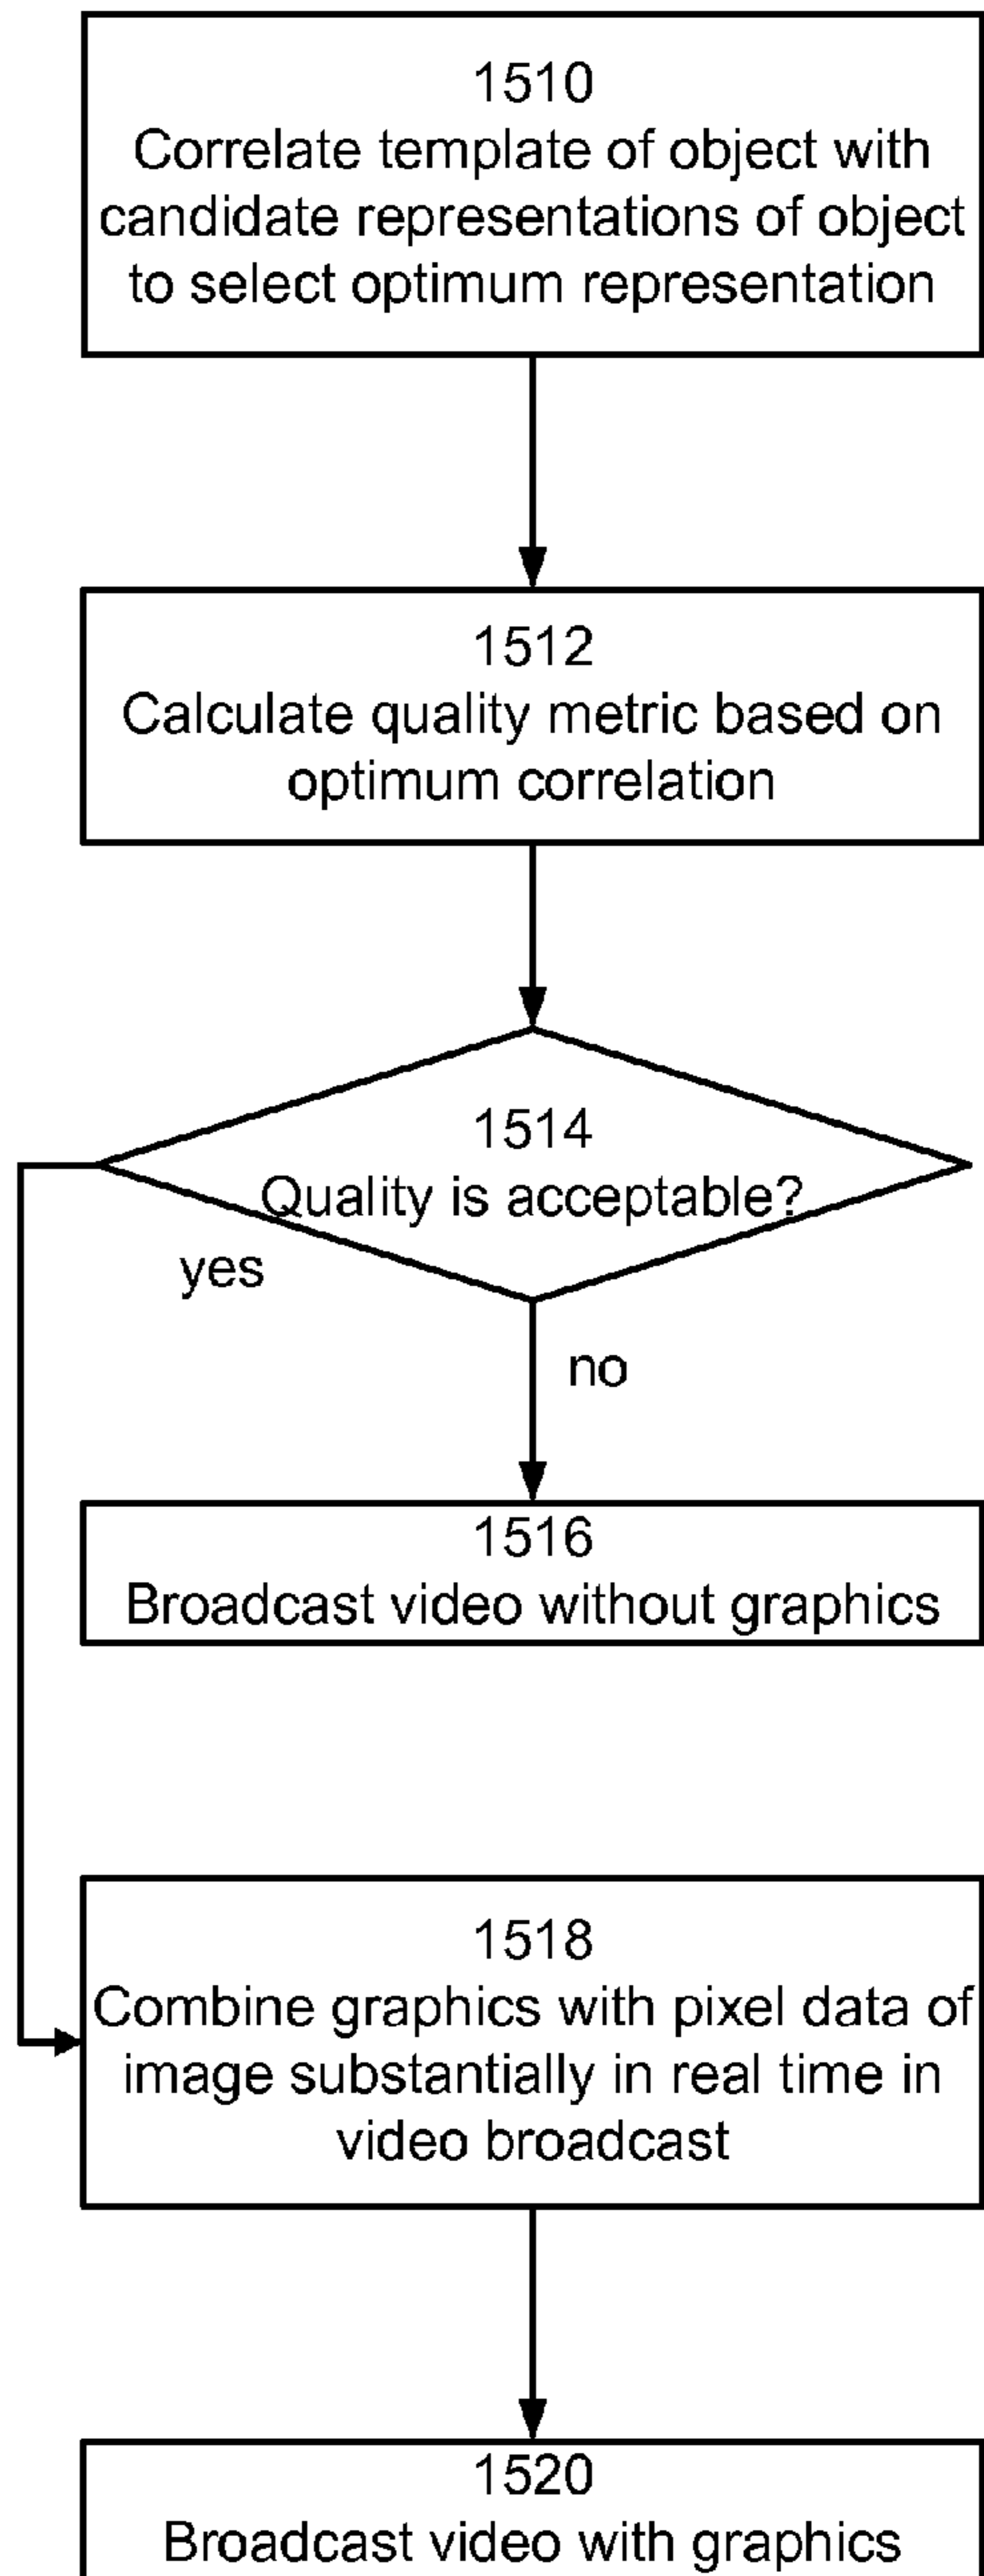 1510
Correlate template of object with
candidate representations of object
to select optimum representation
1512
Calculate quality metric based on
optimum correlation
1514
Quality is acceptable?
yes
no
1516
Broadcast video without graphics
1518
Combine graphics with pixel data of
image substantially in real time in
video broadcast
1520
Broadcast video with graphics